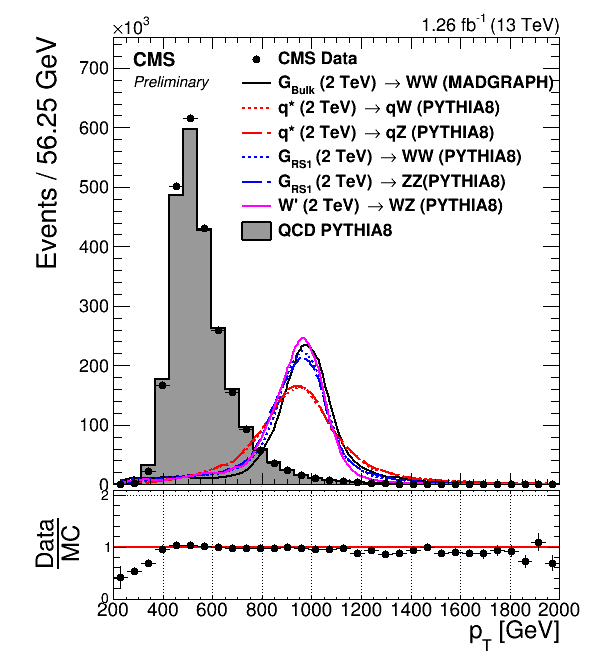 ×10³
1.26 fb⁻¹ (13 TeV)
CMS
Preliminary
CMS Data
G_Bulk (2 TeV) → WW (MADGRAPH)
q* (2 TeV) → qW (PYTHIA8)
q* (2 TeV) → qZ (PYTHIA8)
G_RS1 (2 TeV) → WW (PYTHIA8)
G_RS1 (2 TeV) → ZZ(PYTHIA8)
W' (2 TeV) → WZ (PYTHIA8)
QCD PYTHIA8
Events / 56.25 GeV
700
600
500
400
300
200
100
0
Data
MC
2
1
0
200 400 600 800 1000 1200 1400 1600 1800 2000
p_T [GeV]